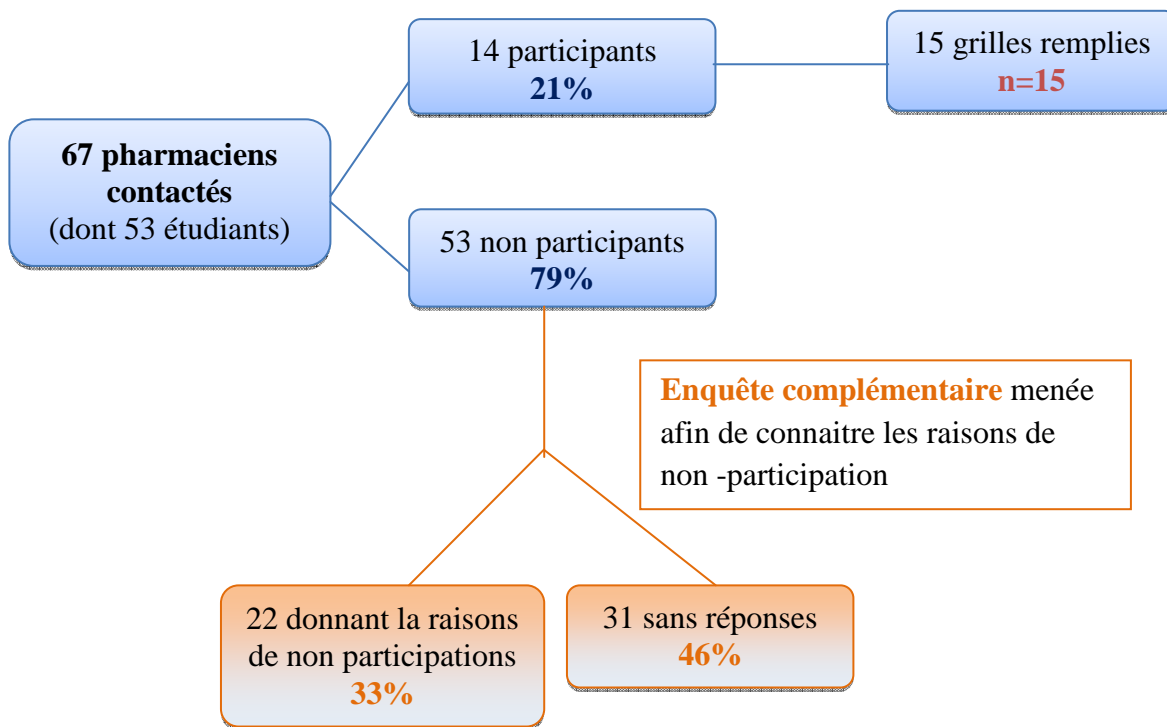 14 participants
21%
15 grilles remplies
n=15
67 pharmaciens
contactés
(dont 53 étudiants)
53 non participants
79%
Enquête complémentaire menée
afin de connaitre les raisons de
non -participation
22 donnant la raisons
de non participations
33%
31 sans réponses
46%